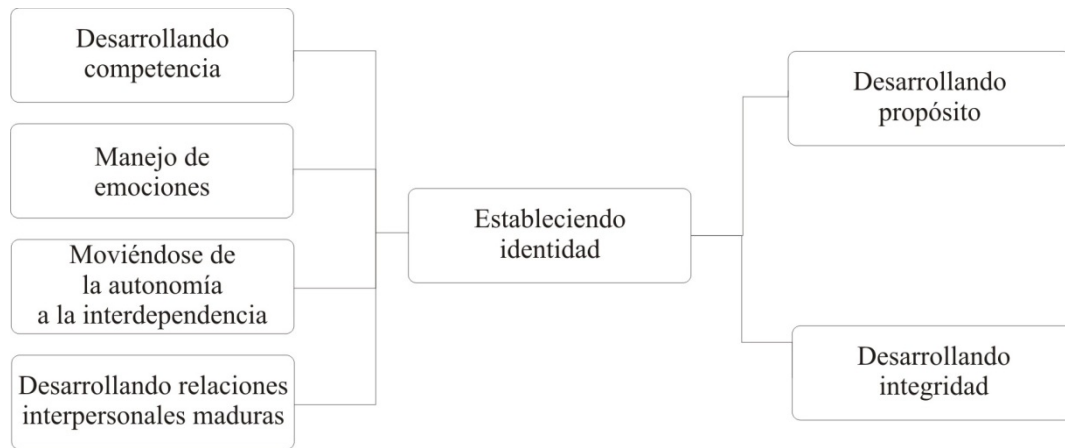 Desarrollando
competencia
Manejo de
emociones
Moviéndose de
la autonomía
a la interdependencia
Desarrollando relaciones
interpersonales maduras
Estableciendo
identidad
Desarrollando
propósito
Desarrollando
integridad